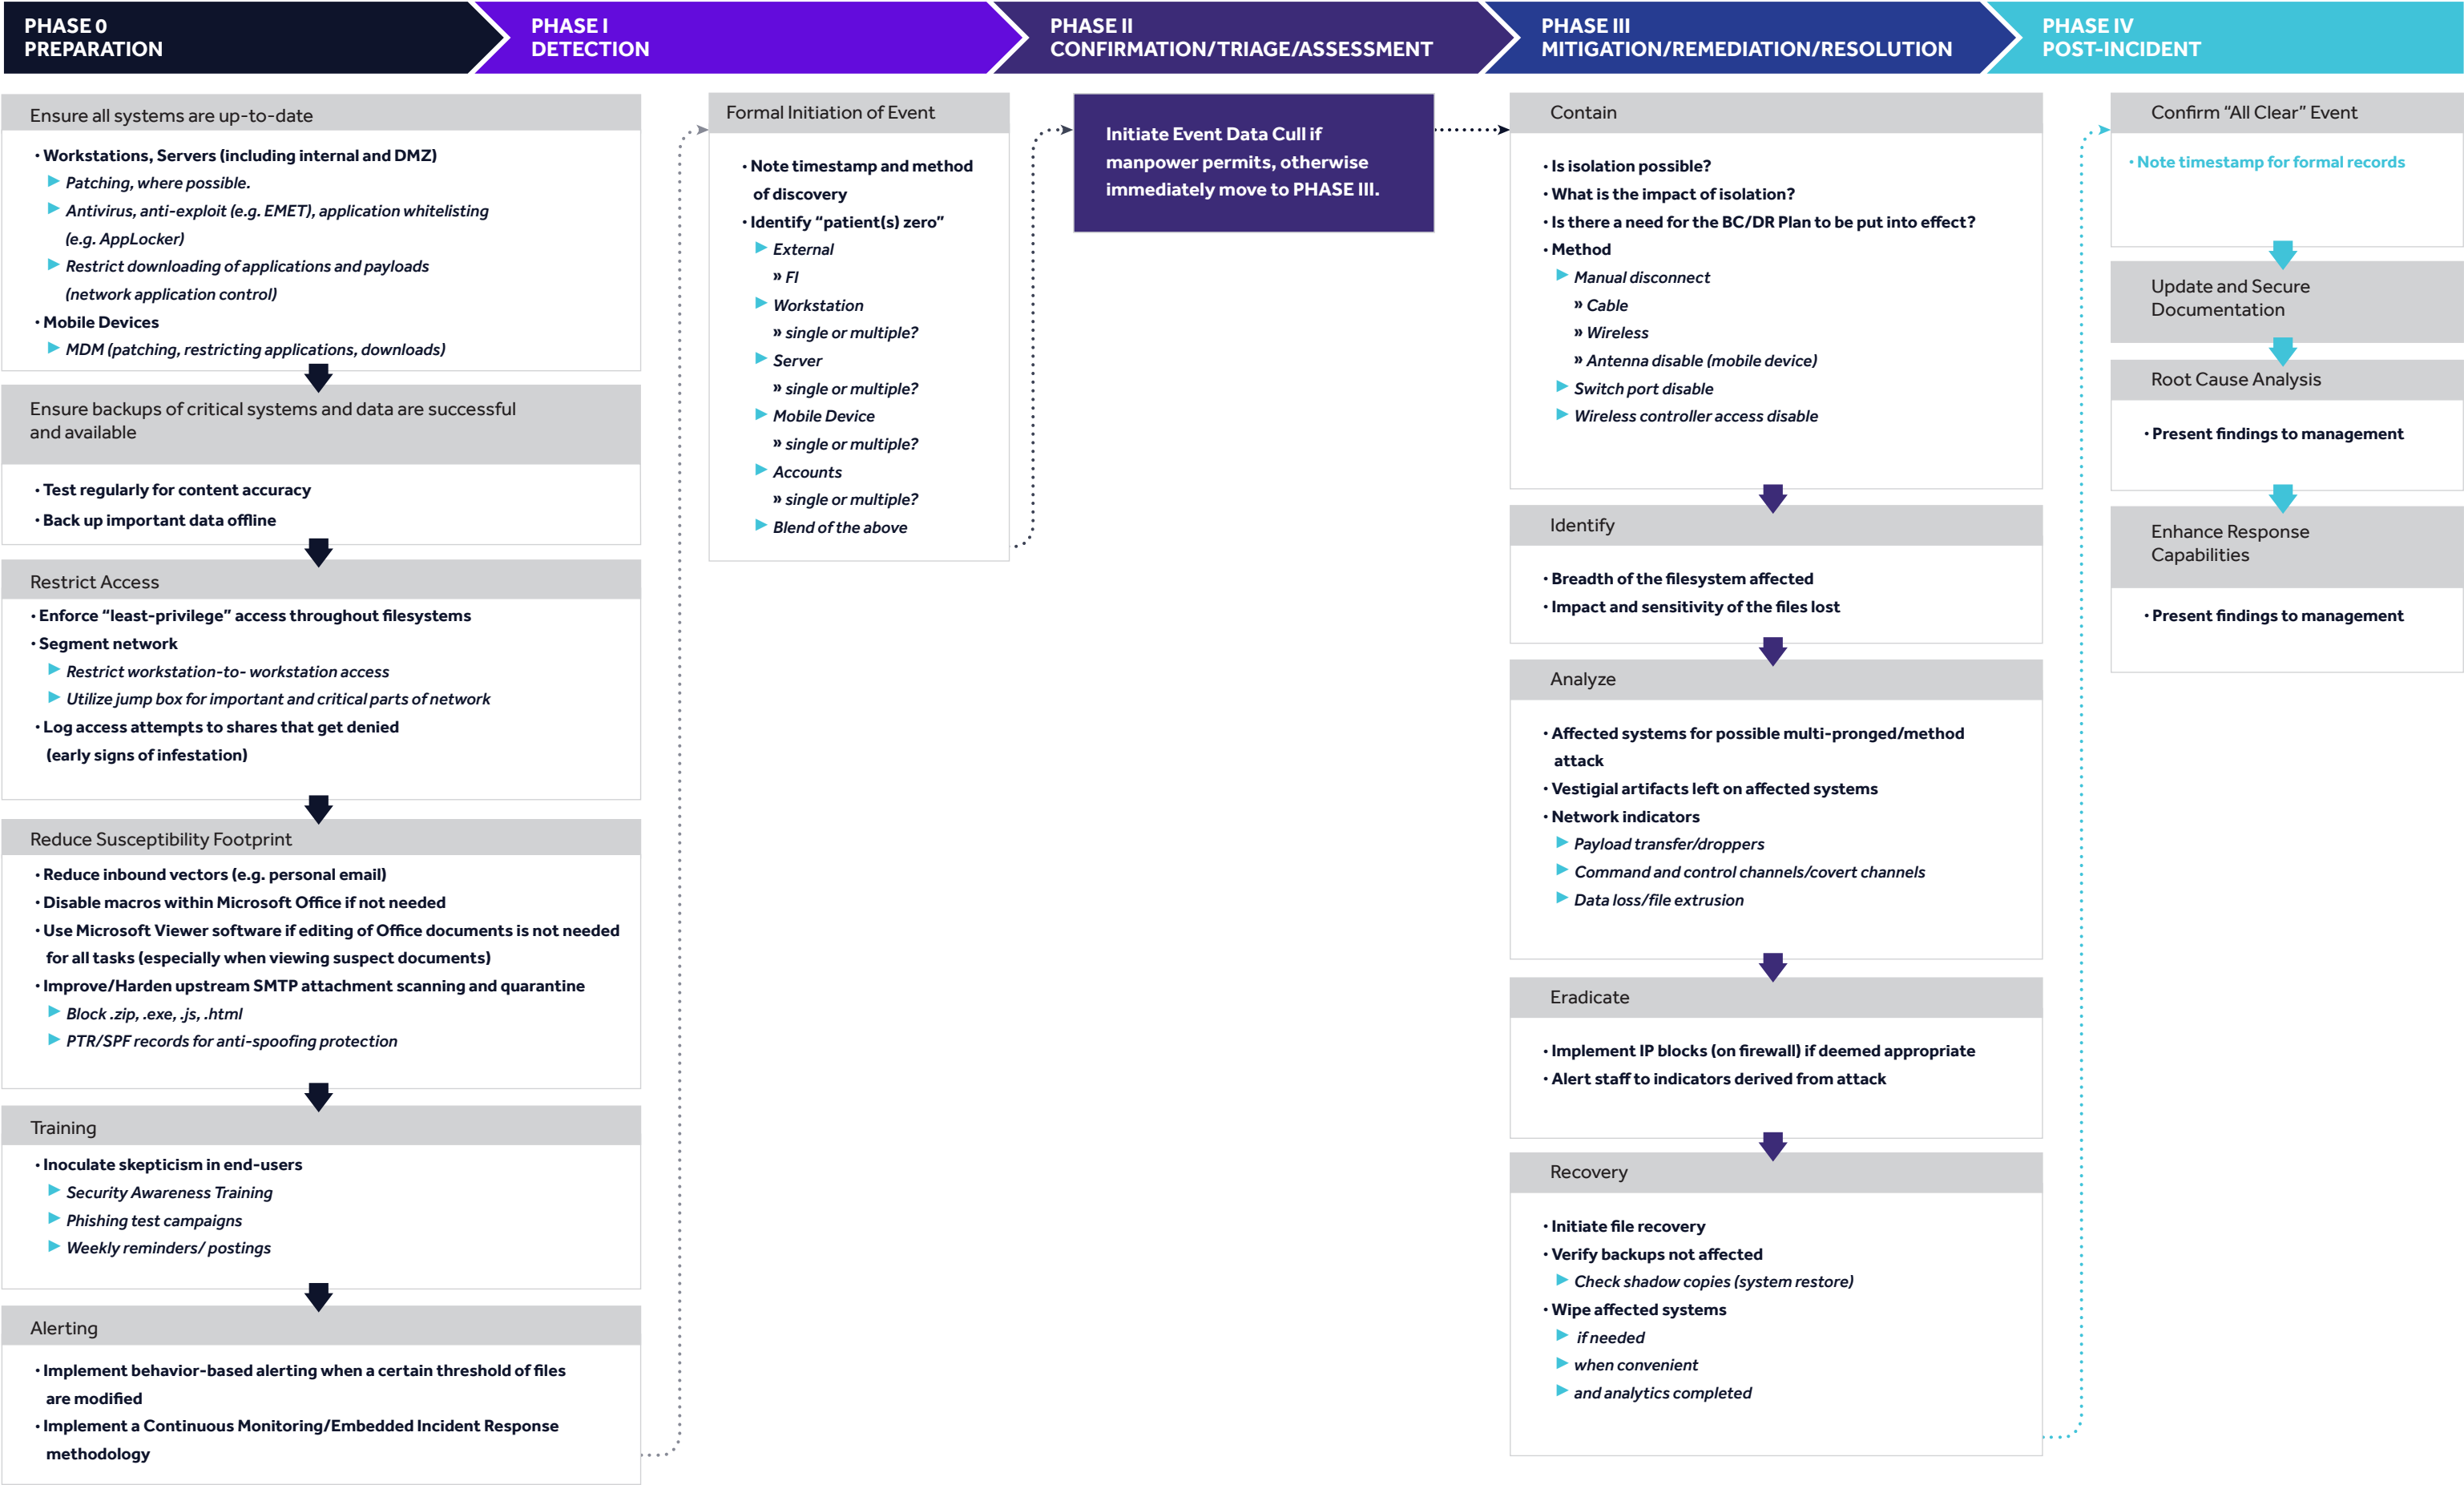 PHASE 0
PREPARATION
PHASE I
DETECTION
PHASE II
CONFIRMATION/TRIAGE/ASSESSMENT
PHASE III
MITIGATION/REMEDIATION/RESOLUTION
PHASE IV
POST-INCIDENT
Ensure all systems are up-to-date
• Workstations, Servers (including internal and DMZ)
▶ Patching, where possible.
▶ Antivirus, anti-exploit (e.g. EMET), application whitelisting
(e.g. AppLocker)
▶ Restrict downloading of applications and payloads
(network application control)
• Mobile Devices
▶ MDM (patching, restricting applications, downloads)
Ensure backups of critical systems and data are successful
and available
• Test regularly for content accuracy
• Back up important data offline
Restrict Access
• Enforce “least-privilege” access throughout filesystems
• Segment network
▶ Restrict workstation-to- workstation access
▶ Utilize jump box for important and critical parts of network
• Log access attempts to shares that get denied
(early signs of infestation)
Reduce Susceptibility Footprint
• Reduce inbound vectors (e.g. personal email)
• Disable macros within Microsoft Office if not needed
• Use Microsoft Viewer software if editing of Office documents is not needed
for all tasks (especially when viewing suspect documents)
• Improve/Harden upstream SMTP attachment scanning and quarantine
▶ Block .zip, .exe, .js, .html
▶ PTR/SPF records for anti-spoofing protection
Training
• Inoculate skepticism in end-users
▶ Security Awareness Training
▶ Phishing test campaigns
▶ Weekly reminders/ postings
Alerting
• Implement behavior-based alerting when a certain threshold of files
are modified
• Implement a Continuous Monitoring/Embedded Incident Response
methodology
Formal Initiation of Event
• Note timestamp and method
of discovery
• Identify “patient(s) zero”
▶ External
» FI
▶ Workstation
» single or multiple?
▶ Server
» single or multiple?
▶ Mobile Device
» single or multiple?
▶ Accounts
» single or multiple?
▶ Blend of the above
Initiate Event Data Cull if
manpower permits, otherwise
immediately move to PHASE III.
Contain
• Is isolation possible?
• What is the impact of isolation?
• Is there a need for the BC/DR Plan to be put into effect?
• Method
▶ Manual disconnect
» Cable
» Wireless
» Antenna disable (mobile device)
▶ Switch port disable
▶ Wireless controller access disable
Identify
• Breadth of the filesystem affected
• Impact and sensitivity of the files lost
Analyze
• Affected systems for possible multi-pronged/method
attack
• Vestigial artifacts left on affected systems
• Network indicators
▶ Payload transfer/droppers
▶ Command and control channels/covert channels
▶ Data loss/file extrusion
Eradicate
• Implement IP blocks (on firewall) if deemed appropriate
• Alert staff to indicators derived from attack
Recovery
• Initiate file recovery
• Verify backups not affected
▶ Check shadow copies (system restore)
• Wipe affected systems
▶ if needed
▶ when convenient
▶ and analytics completed
Confirm “All Clear” Event
• Note timestamp for formal records
Update and Secure
Documentation
Root Cause Analysis
• Present findings to management
Enhance Response
Capabilities
• Present findings to management